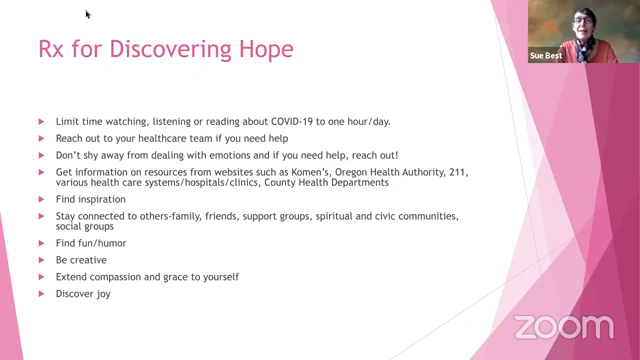 Rx for Discovering Hope
Sue Best
Limit time watching, listening or reading about COVID-19 to one hour/day.
Reach out to your healthcare team if you need help
Don't shy away from dealing with emotions and if you need help, reach out!
Get information on resources from websites such as Komen's, Oregon Health Authority, 211,
various health care systems/hospitals/clinics, County Health Departments
Find inspiration
Stay connected to others-family, friends, support groups, spiritual and civic communities,
social groups
Find fun/humor
Be creative
Extend compassion and grace to yourself
Discover joy
zoom